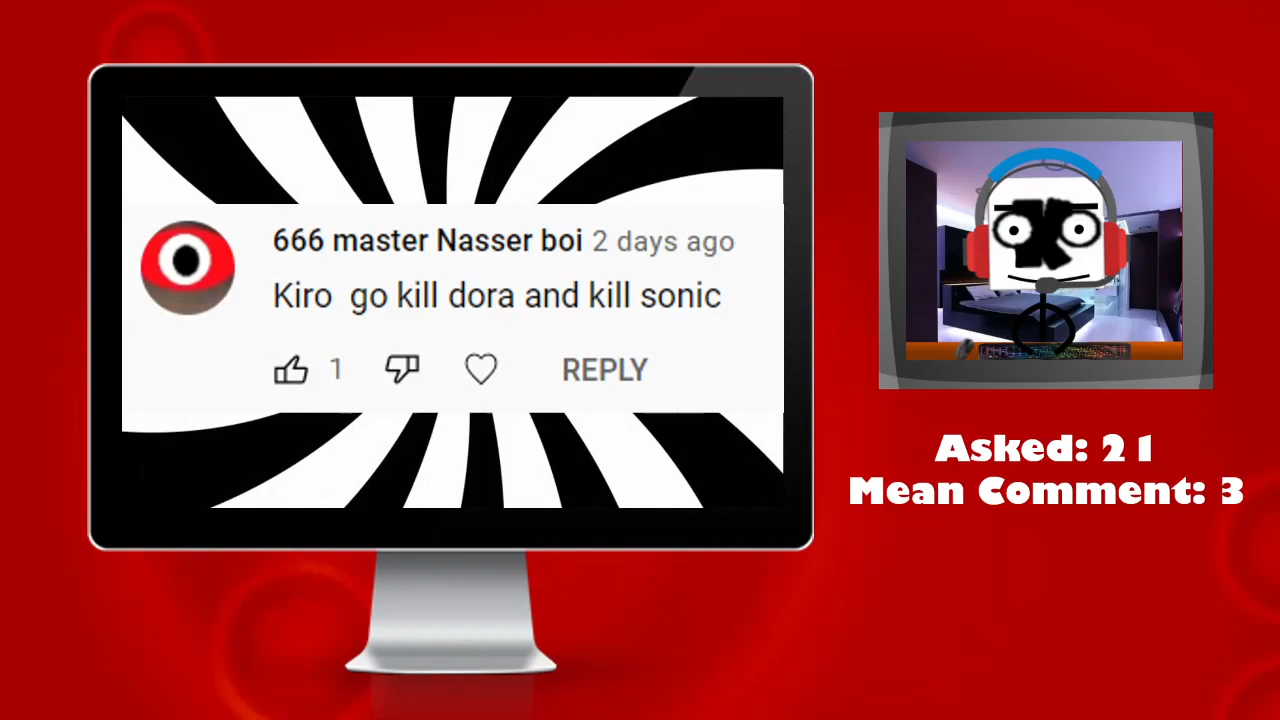 666 master Nasser boi 2 days ago
Kiro go kill dora and kill sonic
1 REPLY
Asked: 21
Mean Comment: 3